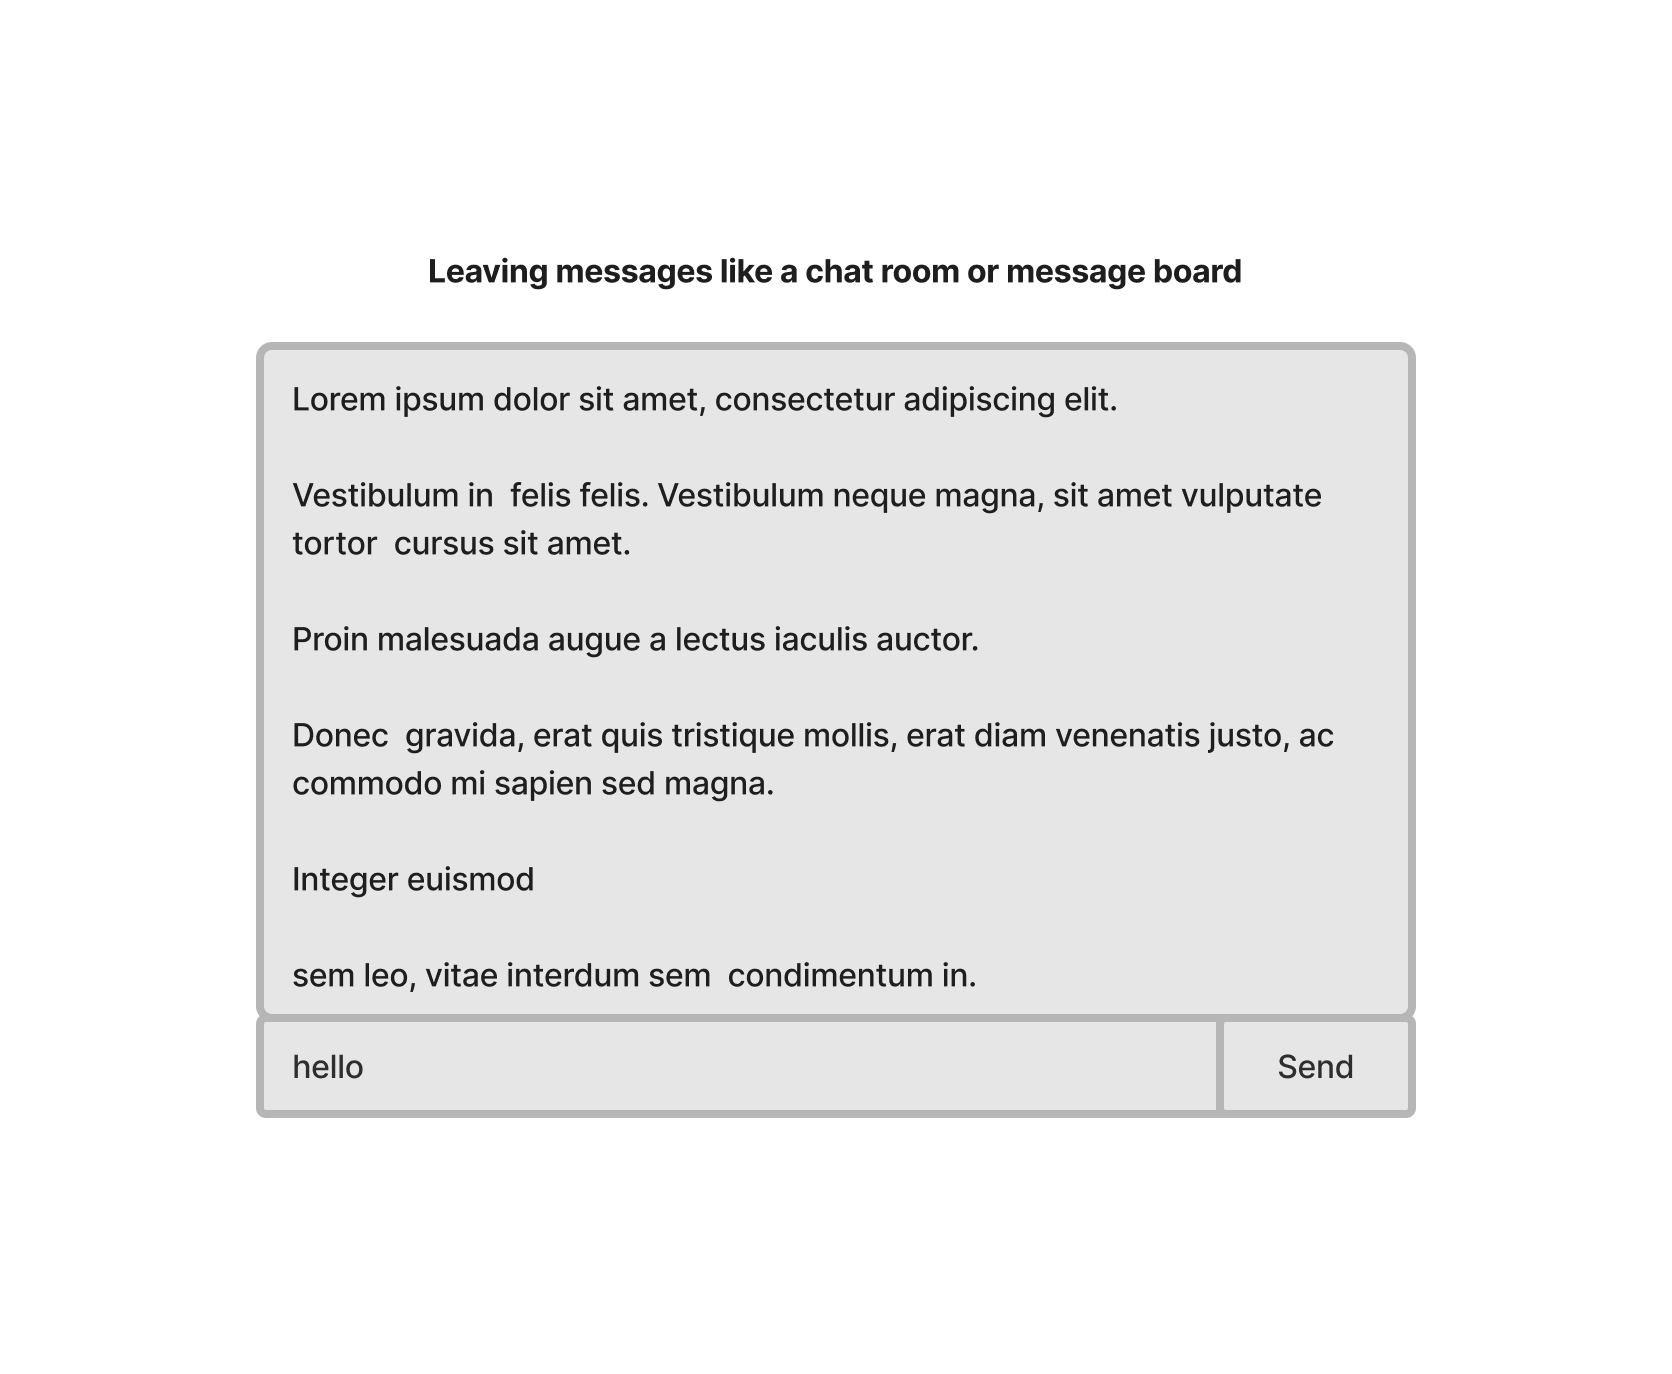 Leaving messages like a chat room or message board
Lorem ipsum dolor sit amet, consectetur adipiscing elit.
Vestibulum in  felis felis. Vestibulum neque magna, sit amet vulputate
tortor  cursus sit amet.
Proin malesuada augue a lectus iaculis auctor.
Donec  gravida, erat quis tristique mollis, erat diam venenatis justo, ac
commodo mi sapien sed magna.
Integer euismod
sem leo, vitae interdum sem  condimentum in.
hello
Send